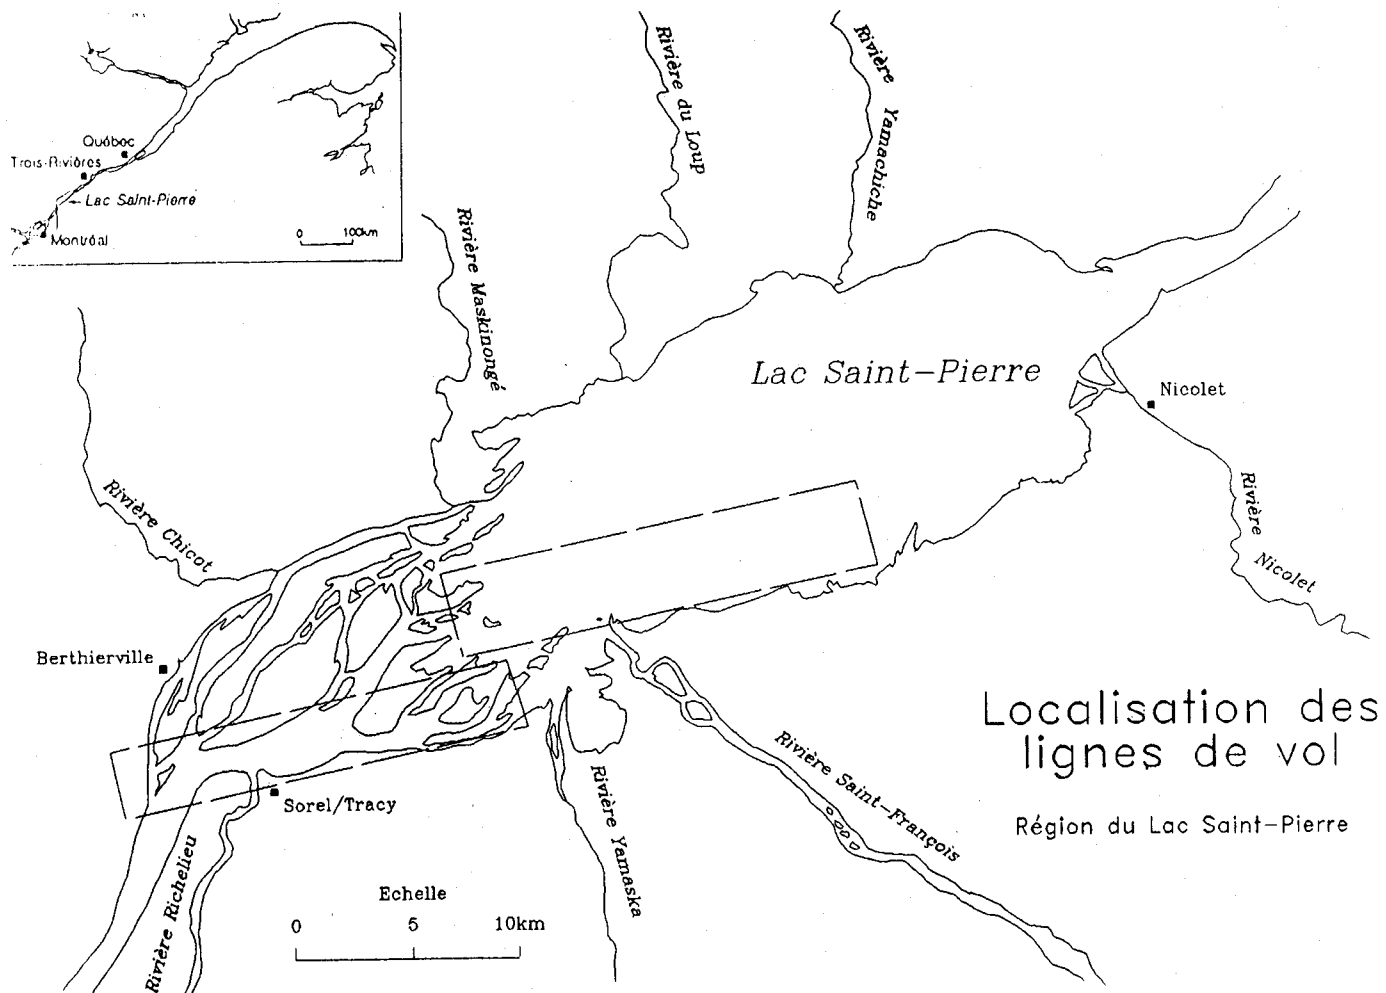 Québec
Trois-Rivières
Lac Saint-Pierre
Montréal
0 100km
Rivière du Loup
Rivière Yamachiche
Rivière Maskinongé
Lac Saint-Pierre
Nicolet
Rivière Chicot
Rivière Nicolet
Berthierville
Localisation des
lignes de vol
Région du Lac Saint-Pierre
Sorel/Tracy
Rivière Saint-François
Rivière Yamaska
Rivière Richelieu
Echelle
0 5 10km